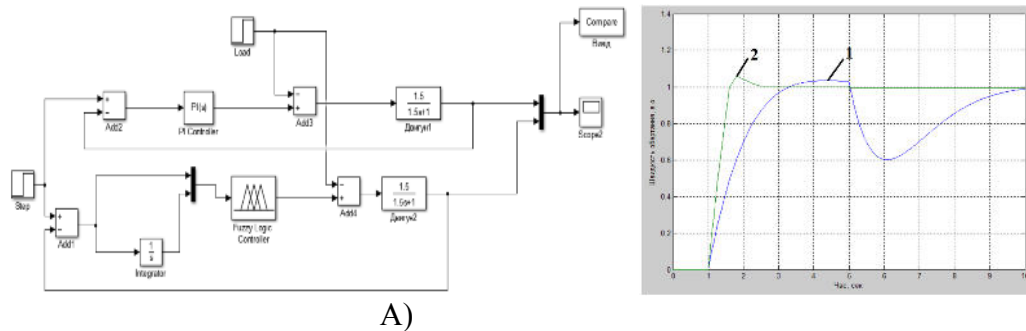 Load
Compare
Вихід
PI(s)
PI Controller
Add2
Add3
1.5
1.5s+1
Двигун1
Scope2
Step
Add1
1
s
Integrator
Fuzzy Logic
Controller
Add4
1.5
1.5s+1
Двигун2
A)
1.4
1.2
1
0.8
0.6
0.4
0.2
0
0 1 2 3 4 5 6 7 8 9 10
2
1
Швидкість обертання, в.о
Час, сек